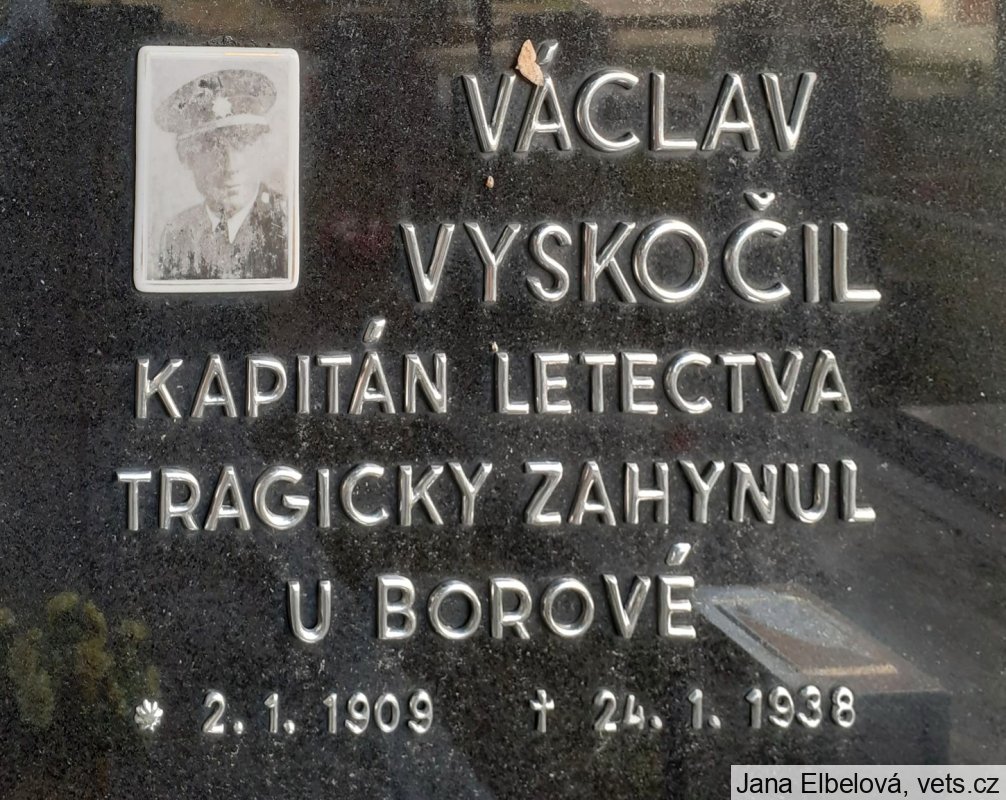 VÁCLAV
VYSKOČIL
KAPITÁN LETECTVA
TRAGICKY ZAHYNUL
U BOROVÉ
* 2. 1. 1909 † 24. 1. 1938
Jana Elbelová, vets.cz